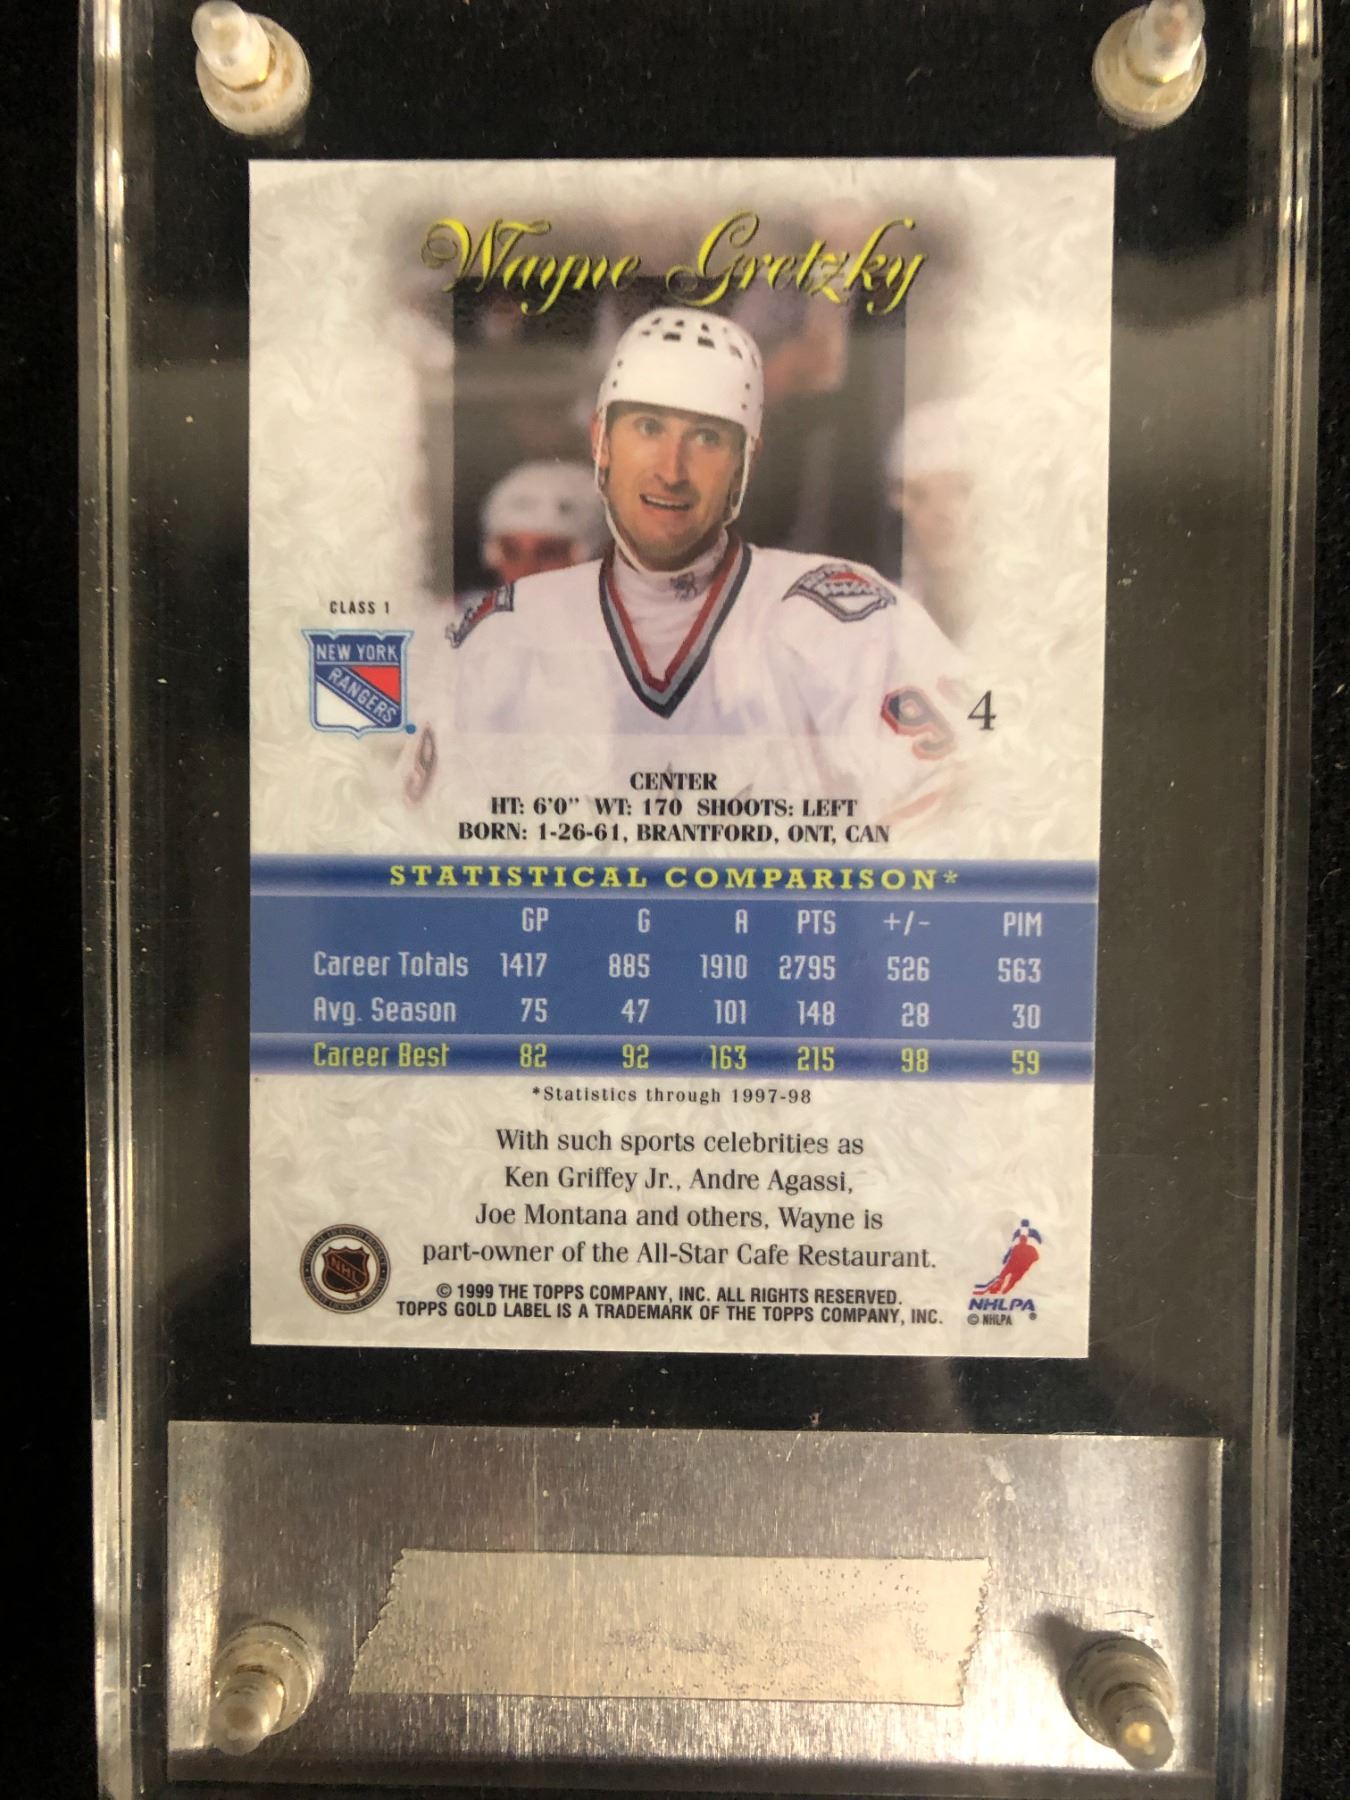 Wayne Gretzky
CLASS 1
NEW YORK
RANGERS
9
9
4
CENTER
HT: 6'0" WT: 170 SHOOTS: LEFT
BORN: 1-26-61, BRANTFORD, ONT, CAN
STATISTICAL COMPARISON*
GP G A PTS +/- PIM
Career Totals 1417 885 1910 2795 526 563
Avg. Season 75 47 101 148 28 30
Career Best 82 92 163 215 98 59
*Statistics through 1997-98
With such sports celebrities as
Ken Griffey Jr., Andre Agassi,
Joe Montana and others, Wayne is
part-owner of the All-Star Cafe Restaurant.
© 1999 THE TOPPS COMPANY, INC. ALL RIGHTS RESERVED.
TOPPS GOLD LABEL IS A TRADEMARK OF THE TOPPS COMPANY, INC.
NHL
NHLPA
© NHLPA ®